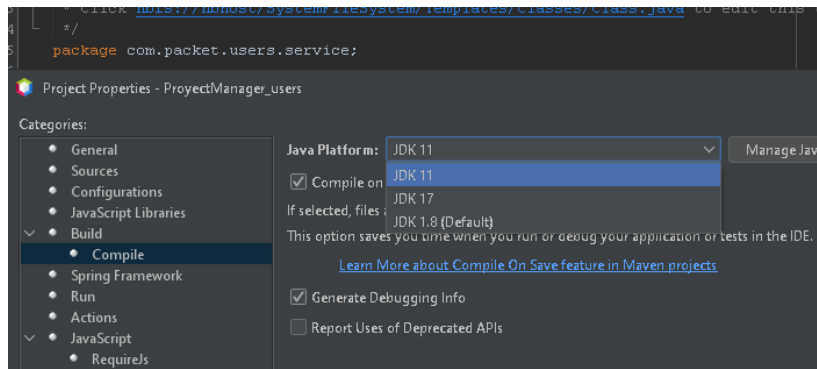 * Click nbfs://nbhost/SystemFileSystem/Templates/Classes/Class.java to edit this
4 */
5 package com.packet.users.service;
Project Properties - ProyectManager_users
Categories:
General
Sources
Configurations
JavaScript Libraries
Build
Compile
Spring Framework
Run
Actions
JavaScript
RequireJs
Java Platform: JDK 11 Manage Jav
JDK 11
JDK 17
JDK 1.8 (Default)
Compile on
If selected, files
This option saves you time when you run or debug your application or tests in the IDE.
Learn More about Compile On Save feature in Maven projects
Generate Debugging Info
Report Uses of Deprecated APIs